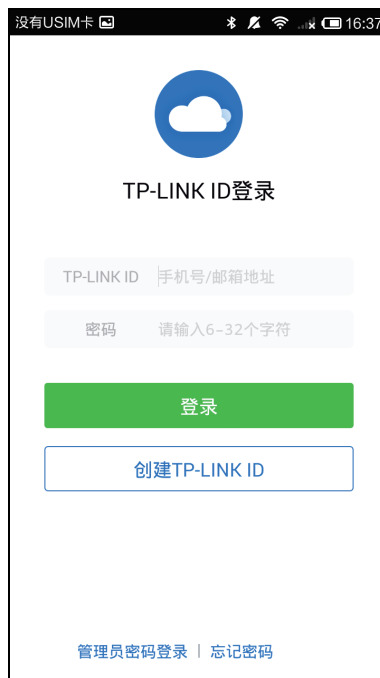 没有USIM卡 16:37
TP-LINK ID登录
TP-LINK ID 手机号/邮箱地址
密码 请输入6-32个字符
登录
创建TP-LINK ID
管理员密码登录 | 忘记密码